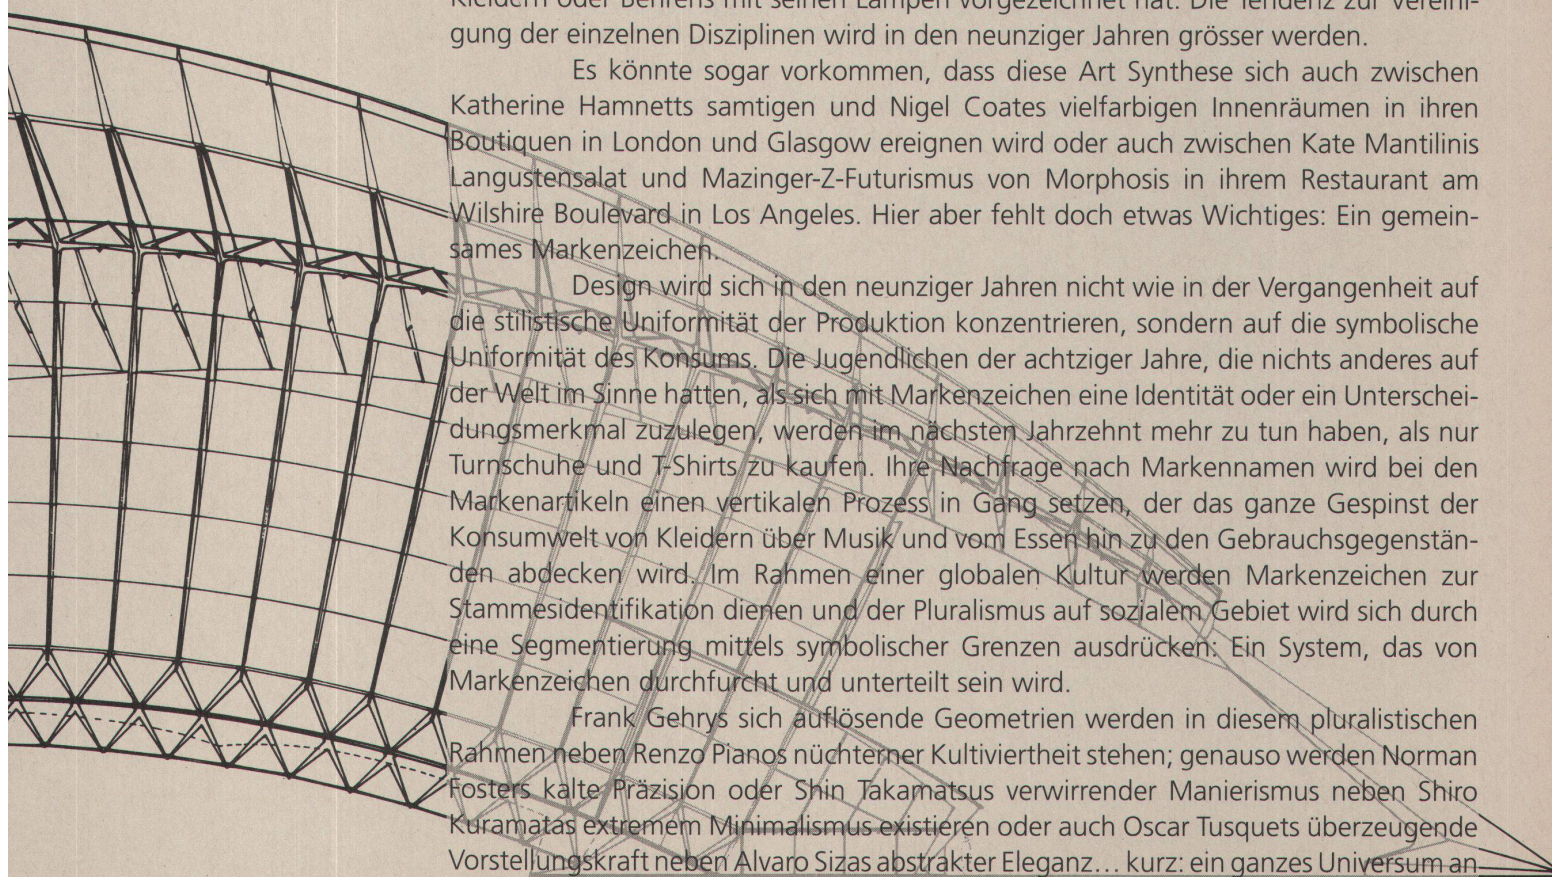 Kleidern oder Behrens mit seinen Lampen vorgezeichnet hat. Die Tendenz zur Vereini-
gung der einzelnen Disziplinen wird in den neunziger Jahren grösser werden.
Es könnte sogar vorkommen, dass diese Art Synthese sich auch zwischen
Katherine Hamnetts samtigen und Nigel Coates vielfarbigen Innenräumen in ihren
Boutiquen in London und Glasgow ereignen wird oder auch zwischen Kate Mantilinis
Langustensalat und Mazinger-Z-Futurismus von Morphosis in ihrem Restaurant am
Wilshire Boulevard in Los Angeles. Hier aber fehlt doch etwas Wichtiges: Ein gemein-
sames Markenzeichen.
Design wird sich in den neunziger Jahren nicht wie in der Vergangenheit auf
die stilistische Uniformität der Produktion konzentrieren, sondern auf die symbolische
Uniformität des Konsums. Die Jugendlichen der achtziger Jahre, die nichts anderes auf
der Welt im Sinne hatten, als sich mit Markenzeichen eine Identität oder ein Unterschei-
dungsmerkmal zuzulegen, werden im nächsten Jahrzehnt mehr zu tun haben, als nur
Turnschuhe und T-Shirts zu kaufen. Ihre Nachfrage nach Markennamen wird bei den
Markenartikeln einen vertikalen Prozess in Gang setzen, der das ganze Gespinst der
Konsumwelt von Kleidern über Musik und vom Essen hin zu den Gebrauchsgegenstän-
den abdecken wird. Im Rahmen einer globalen Kultur werden Markenzeichen zur
Stammesidentifikation dienen und der Pluralismus auf sozialem Gebiet wird sich durch
eine Segmentierung mittels symbolischer Grenzen ausdrücken: Ein System, das von
Markenzeichen durchfurcht und unterteilt sein wird.
Frank Gehrys sich auflösende Geometrien werden in diesem pluralistischen
Rahmen neben Renzo Pianos nüchterner Kultiviertheit stehen; genauso werden Norman
Fosters kalte Präzision oder Shin Takamatsus verwirrender Manierismus neben Shiro
Kuramatas extremem Minimalismus existieren oder auch Oscar Tusquets überzeugende
Vorstellungskraft neben Alvaro Sizas abstrakter Eleganz... kurz: ein ganzes Universum an